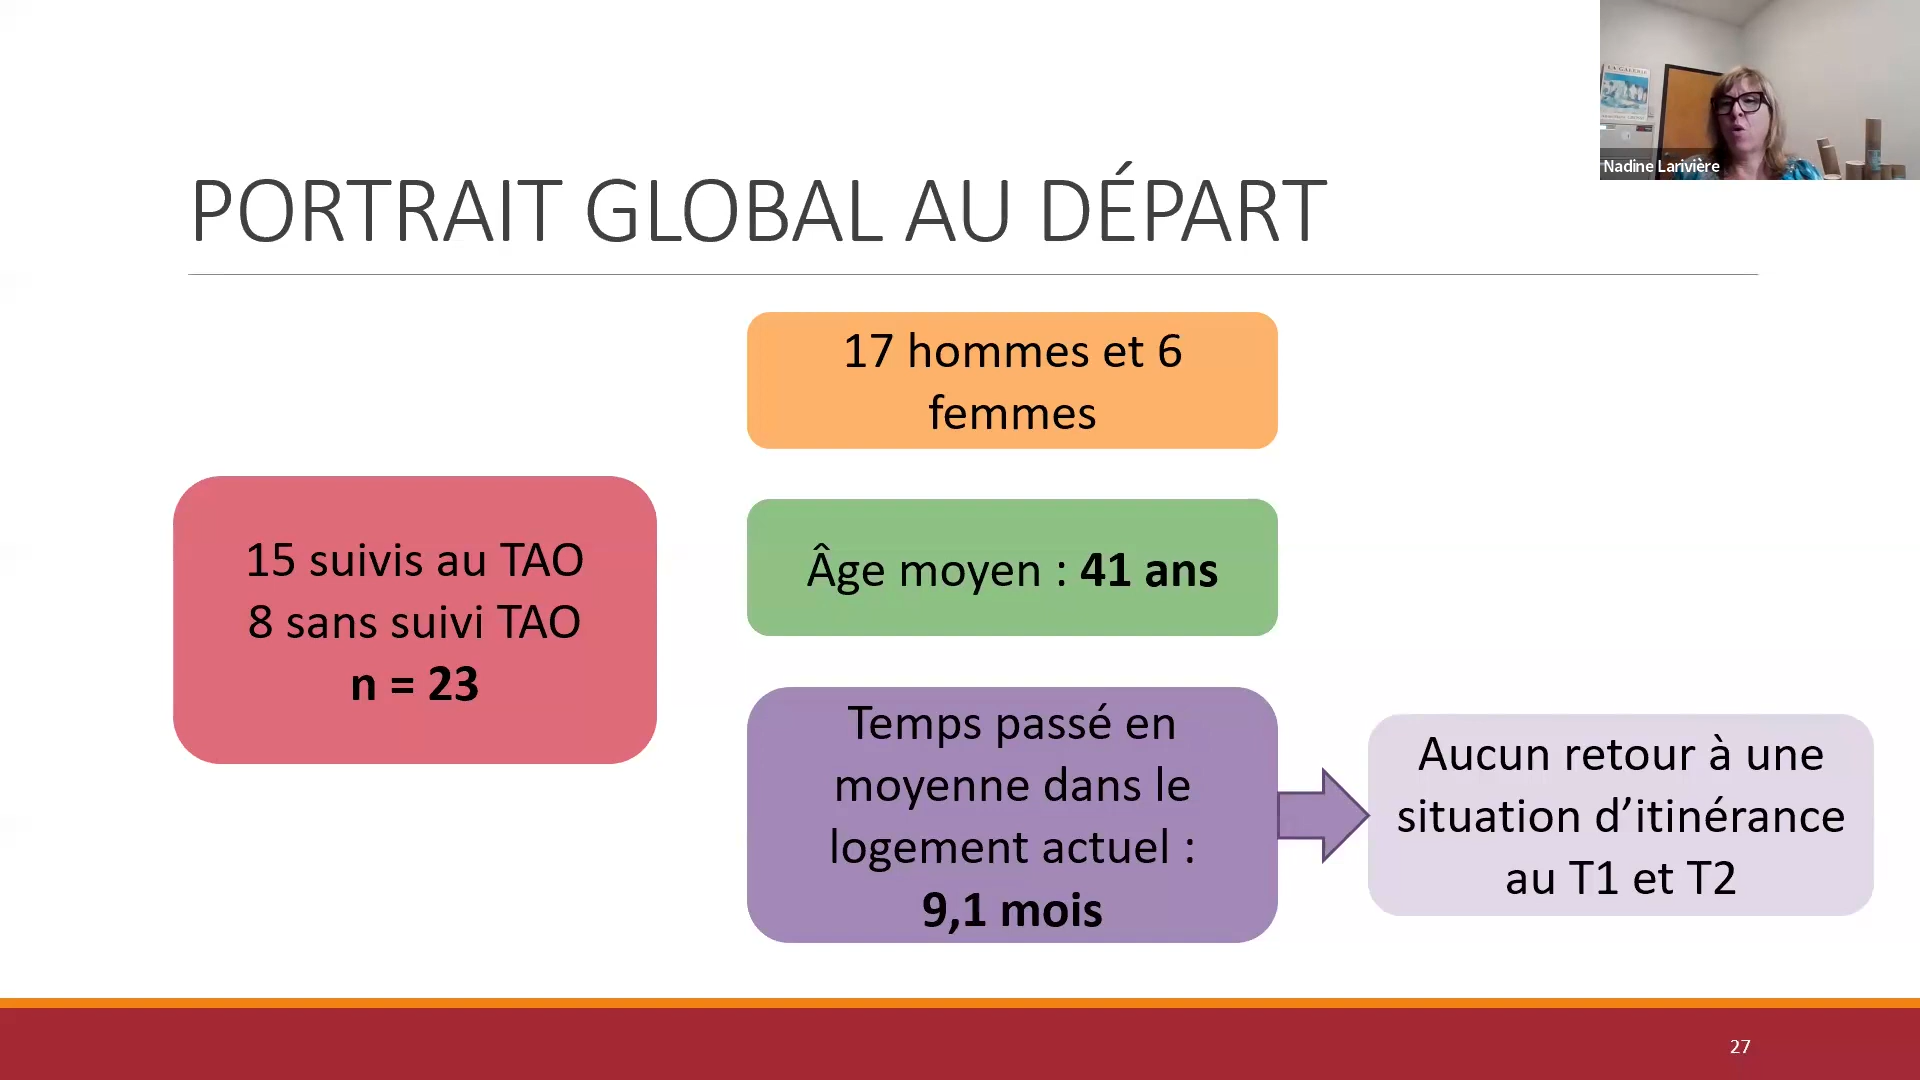 LA GALERIE
Nadine Larivière
PORTRAIT GLOBAL AU DÉPART
17 hommes et 6
femmes
15 suivis au TAO
8 sans suivi TAO
n = 23
Âge moyen : 41 ans
Temps passé en
moyenne dans le
logement actuel :
9,1 mois
Aucun retour à une
situation d’itinérance
au T1 et T2
27